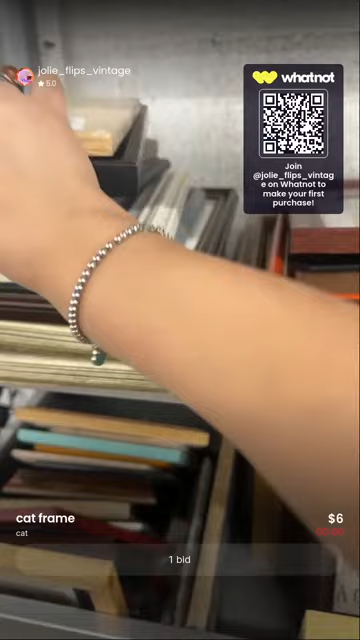 jolie_flips_vintage
★ 5.0
whatnot
Join
@jolie_flips_vintag
e on Whatnot to
make your first
purchase!
cat frame
$6
cat
1 bid